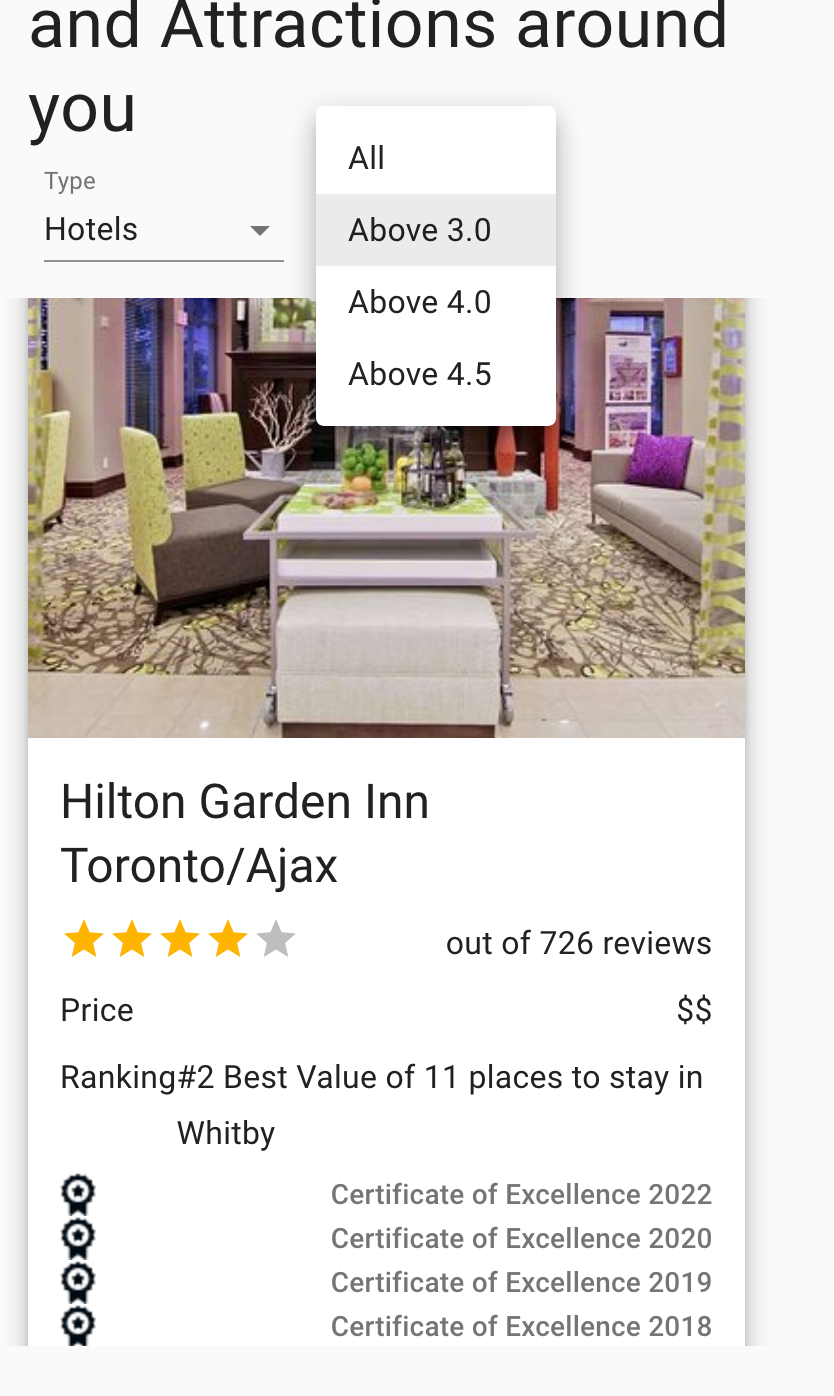 and Attractions around
you
Type
Hotels
All
Above 3.0
Above 4.0
Above 4.5
Hilton Garden Inn
Toronto/Ajax
out of 726 reviews
Price $$
Ranking#2 Best Value of 11 places to stay in
Whitby
Certificate of Excellence 2022
Certificate of Excellence 2020
Certificate of Excellence 2019
Certificate of Excellence 2018